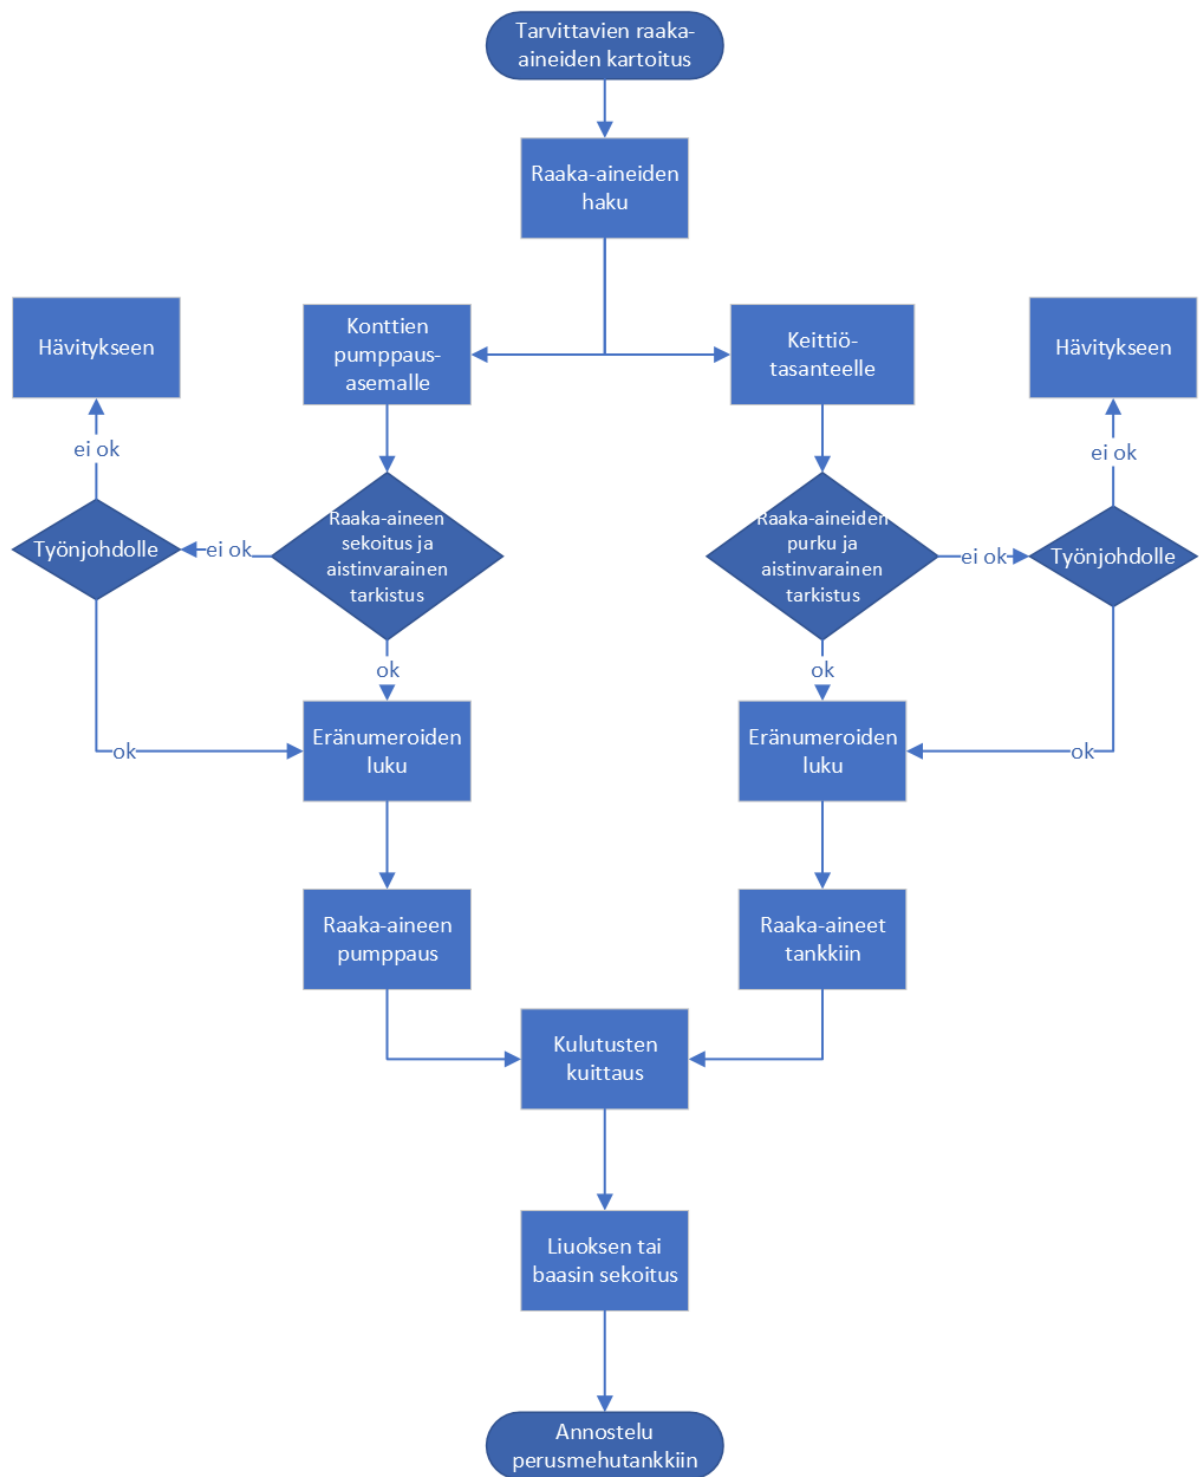 Tarvittavien raaka-
aineiden kartoitus
Raaka-aineiden
haku
Hävitykseen
Konttien
pumppaus-
asemalle
Keittiö-
tasanteelle
Hävitykseen
ei ok
ei ok
Työnjohdolle
ei ok
Raaka-aineen
sekoitus ja
aistinvarainen
tarkistus
Raaka-aineiden
purku ja
aistinvarainen
tarkistus
ei ok
Työnjohdolle
ok
ok
ok
Eränumeroiden
luku
Eränumeroiden
luku
ok
Raaka-aineen
pumppaus
Raaka-aineet
tankkiin
Kulutusten
kuittaus
Liuoksen tai
baasin sekoitus
Annostelu
perusmehutankkiin